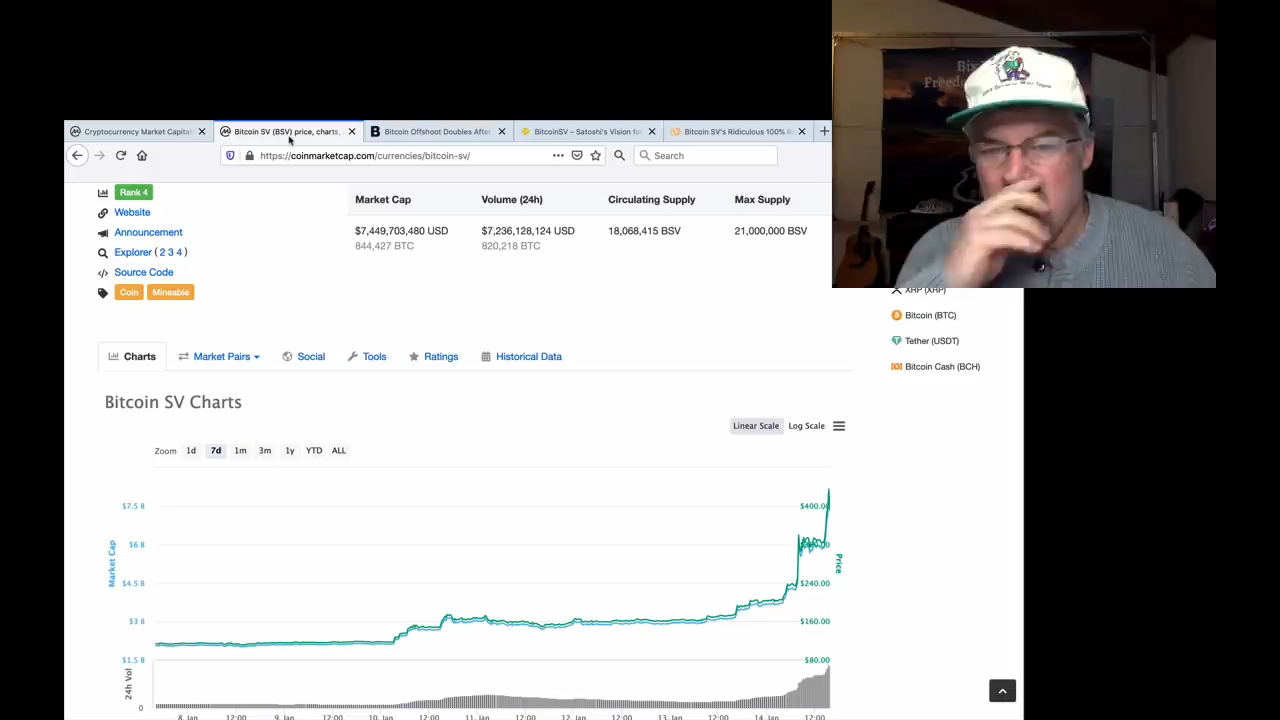 Bix
Freedo
Cryptocurrency Market Capital
Bitcoin SV (BSV) price, charts,
Bitcoin Offshoot Doubles After
BitcoinSV – Satoshi's Vision for
Bitcoin SV's Ridiculous 100% R
https://coinmarketcap.com/currencies/bitcoin-sv/
Search
Rank 4
Website
Announcement
Explorer ( 2 3 4 )
Source Code
Coin Mineable
Market Cap Volume (24h) Circulating Supply Max Supply
$7,449,703,480 USD $7,236,128,124 USD 18,068,415 BSV 21,000,000 BSV
844,427 BTC 820,218 BTC
XRP (XRP)
Bitcoin (BTC)
Tether (USDT)
Bitcoin Cash (BCH)
Charts Market Pairs Social Tools Ratings Historical Data
Bitcoin SV Charts
Linear Scale Log Scale
Zoom 1d 7d 1m 3m 1y YTD ALL
$7.5 B $400.00
$6 B
$4.5 B $240.00
$3 B $160.00
$1.5 B $80.00
0
Market Cap
Price
24h Vol
8. Jan 12:00 9. Jan 12:00 10. Jan 12:00 11. Jan 12:00 12. Jan 12:00 13. Jan 12:00 14. Jan 12:00